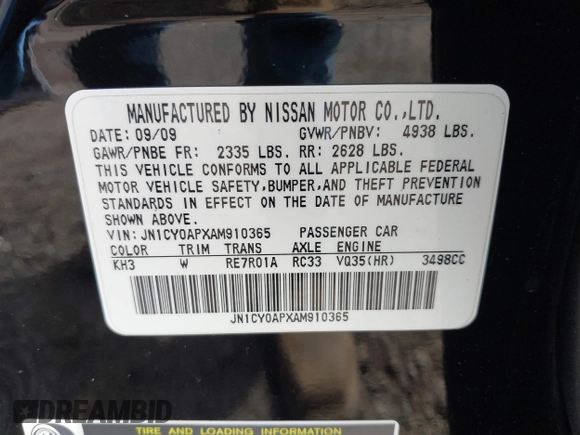 MANUFACTURED BY NISSAN MOTOR CO.,LTD.
DATE: 09/09 GVWR/PNBV: 4938 LBS.
GAWR/PNBE FR: 2335 LBS. RR: 2628 LBS.
THIS VEHICLE CONFORMS TO ALL APPLICABLE FEDERAL
MOTOR VEHICLE SAFETY,BUMPER,AND THEFT PREVENTION
STANDARDS IN EFFECT ON THE DATE OF MANUFACTURE
SHOWN ABOVE.
VIN: JN1CY0APXAM910365 PASSENGER CAR
COLOR TRIM TRANS AXLE ENGINE
KH3 W RE7R01A RC33 VQ35(HR) 3498CC
JN1CY0APXAM910365
DREAMBID
TIRE AND LOADING INFORMATION